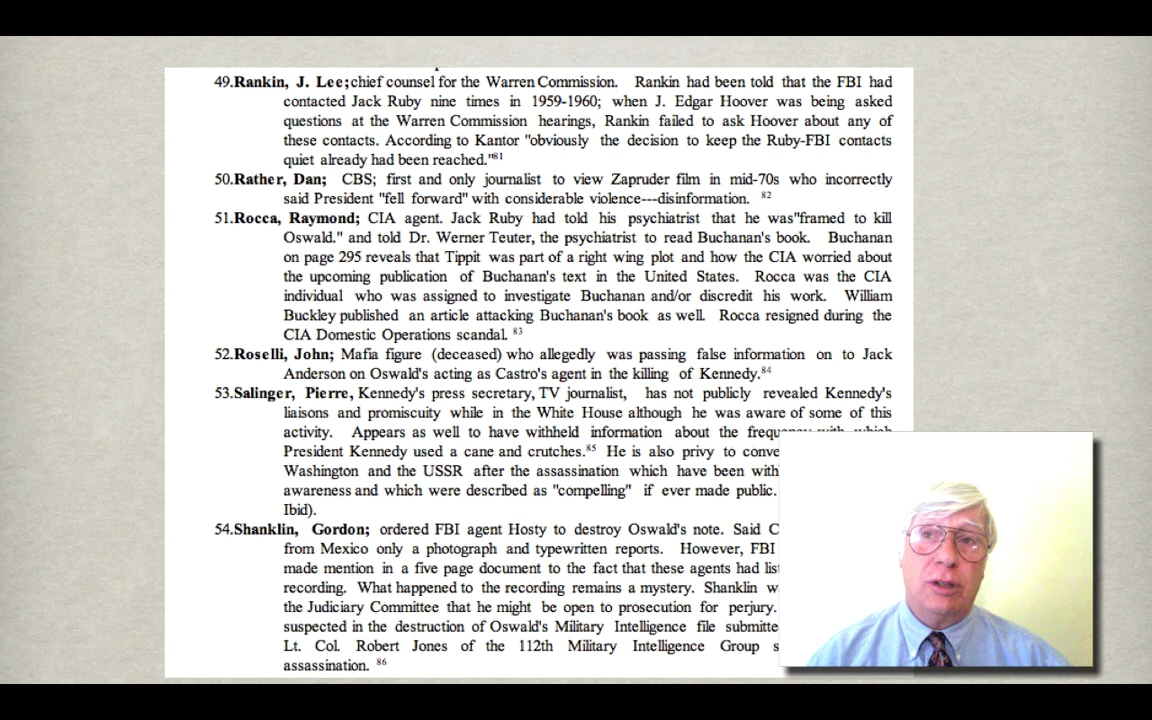 49.Rankin, J. Lee;chief counsel for the Warren Commission. Rankin had been told that the FBI had
contacted Jack Ruby nine times in 1959-1960; when J. Edgar Hoover was being asked
questions at the Warren Commission hearings, Rankin failed to ask Hoover about any of
these contacts. According to Kantor "obviously the decision to keep the Ruby-FBI contacts
quiet already had been reached."81
50.Rather, Dan; CBS; first and only journalist to view Zapruder film in mid-70s who incorrectly
said President "fell forward" with considerable violence---disinformation. 82
51.Rocca, Raymond; CIA agent. Jack Ruby had told his psychiatrist that he was"framed to kill
Oswald." and told Dr. Werner Teuter, the psychiatrist to read Buchanan's book. Buchanan
on page 295 reveals that Tippit was part of a right wing plot and how the CIA worried about
the upcoming publication of Buchanan's text in the United States. Rocca was the CIA
individual who was assigned to investigate Buchanan and/or discredit his work. William
Buckley published an article attacking Buchanan's book as well. Rocca resigned during the
CIA Domestic Operations scandal. 83
52.Roselli, John; Mafia figure (deceased) who allegedly was passing false information on to Jack
Anderson on Oswald's acting as Castro's agent in the killing of Kennedy.84
53.Salinger, Pierre, Kennedy's press secretary, TV journalist, has not publicly revealed Kennedy's
liaisons and promiscuity while in the White House although he was aware of some of this
activity. Appears as well to have withheld information about the frequency with which
President Kennedy used a cane and crutches.85 He is also privy to conve
Washington and the USSR after the assassination which have been with
awareness and which were described as "compelling" if ever made public.
Ibid).
54.Shanklin, Gordon; ordered FBI agent Hosty to destroy Oswald's note. Said C
from Mexico only a photograph and typewritten reports. However, FBI
made mention in a five page document to the fact that these agents had list
recording. What happened to the recording remains a mystery. Shanklin w
the Judiciary Committee that he might be open to prosecution for perjury.
suspected in the destruction of Oswald's Military Intelligence file submitte
Lt. Col. Robert Jones of the 112th Military Intelligence Group s
assassination. 86